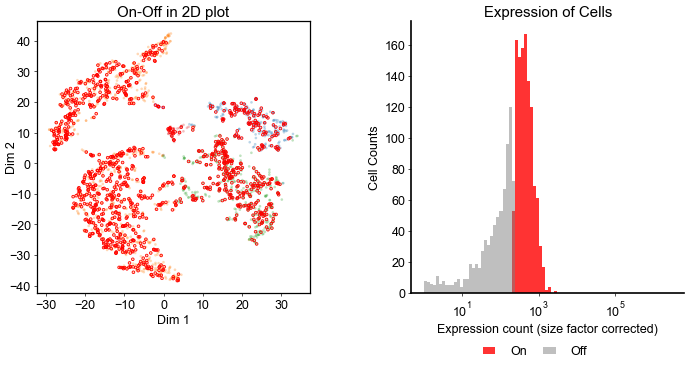 On-Off in 2D plot
40
30
20
10
0
−10
−20
−30
−40
Dim 2
−30 −20 −10 0 10 20 30
Dim 1
Expression of Cells
160
140
120
100
80
60
40
20
0
Cell Counts
10^1 10^3 10^5
Expression count (size factor corrected)
On Off